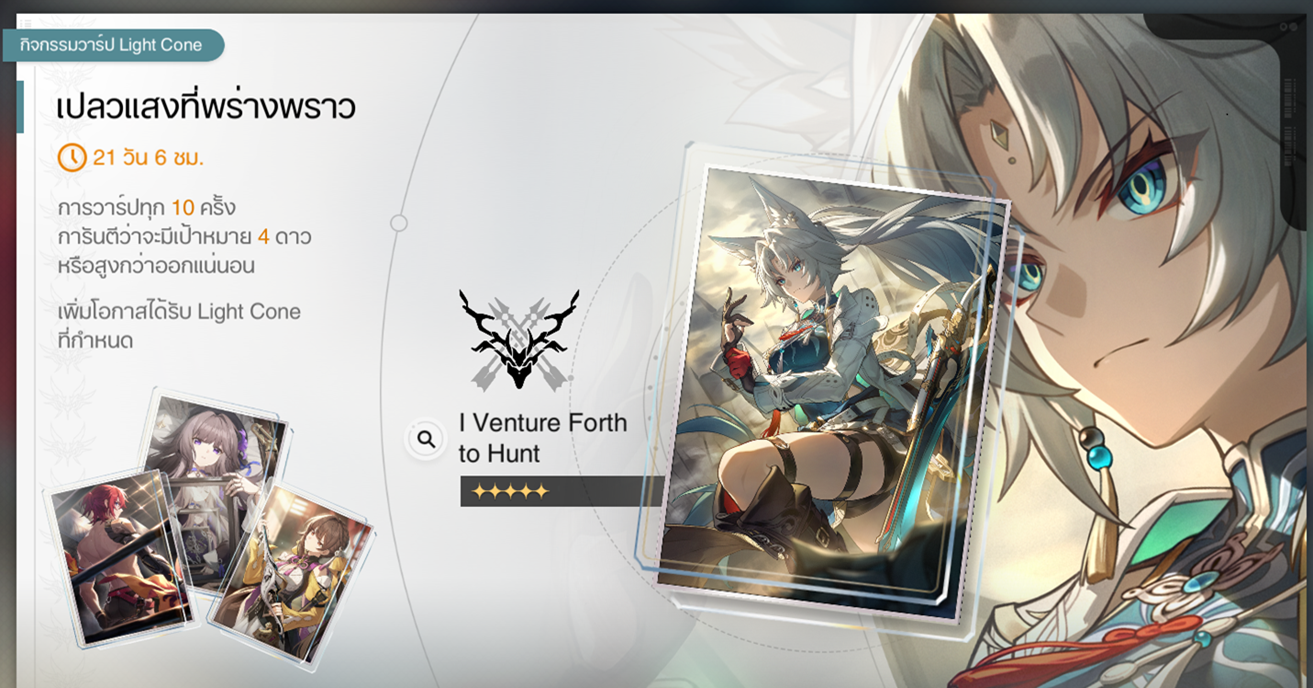 กิจกรรมวาร์ป Light Cone
เปลวแสงที่พร่างพราว
21 วัน 6 ชม.
การวาร์ปทุก 10 ครั้ง
การันตีว่าจะมีเป้าหมาย 4 ดาว
หรือสูงกว่าออกแน่นอน
เพิ่มโอกาสได้รับ Light Cone
ที่กำหนด
I Venture Forth
to Hunt